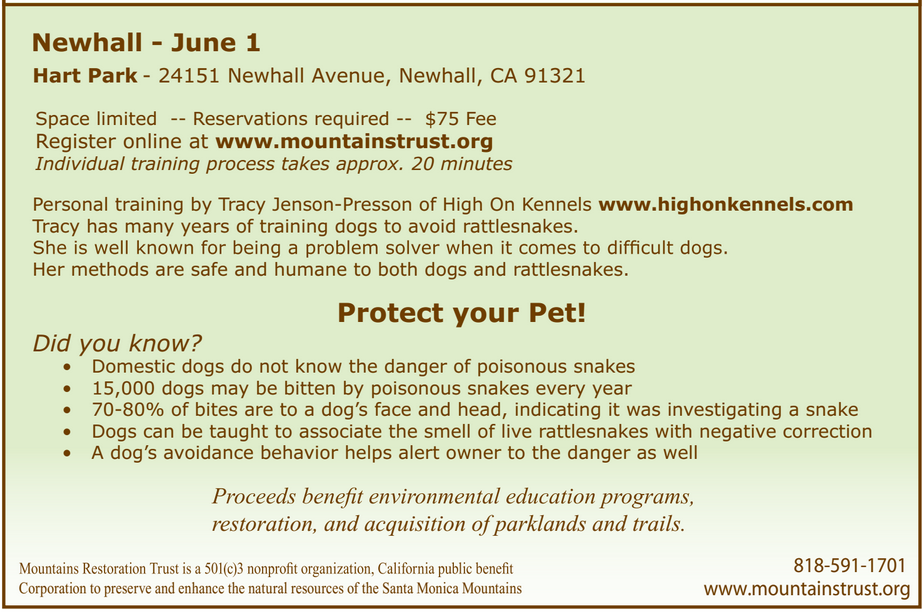 Newhall - June 1
Hart Park - 24151 Newhall Avenue, Newhall, CA 91321
Space limited -- Reservations required -- $75 Fee
Register online at www.mountainstrust.org
Individual training process takes approx. 20 minutes
Personal training by Tracy Jenson-Presson of High On Kennels www.highonkennels.com
Tracy has many years of training dogs to avoid rattlesnakes.
She is well known for being a problem solver when it comes to difficult dogs.
Her methods are safe and humane to both dogs and rattlesnakes.
Protect your Pet!
Did you know?
• Domestic dogs do not know the danger of poisonous snakes
• 15,000 dogs may be bitten by poisonous snakes every year
• 70-80% of bites are to a dog's face and head, indicating it was investigating a snake
• Dogs can be taught to associate the smell of live rattlesnakes with negative correction
• A dog's avoidance behavior helps alert owner to the danger as well
Proceeds benefit environmental education programs,
restoration, and acquisition of parklands and trails.
Mountains Restoration Trust is a 501(c)3 nonprofit organization, California public benefit
Corporation to preserve and enhance the natural resources of the Santa Monica Mountains
818-591-1701
www.mountainstrust.org